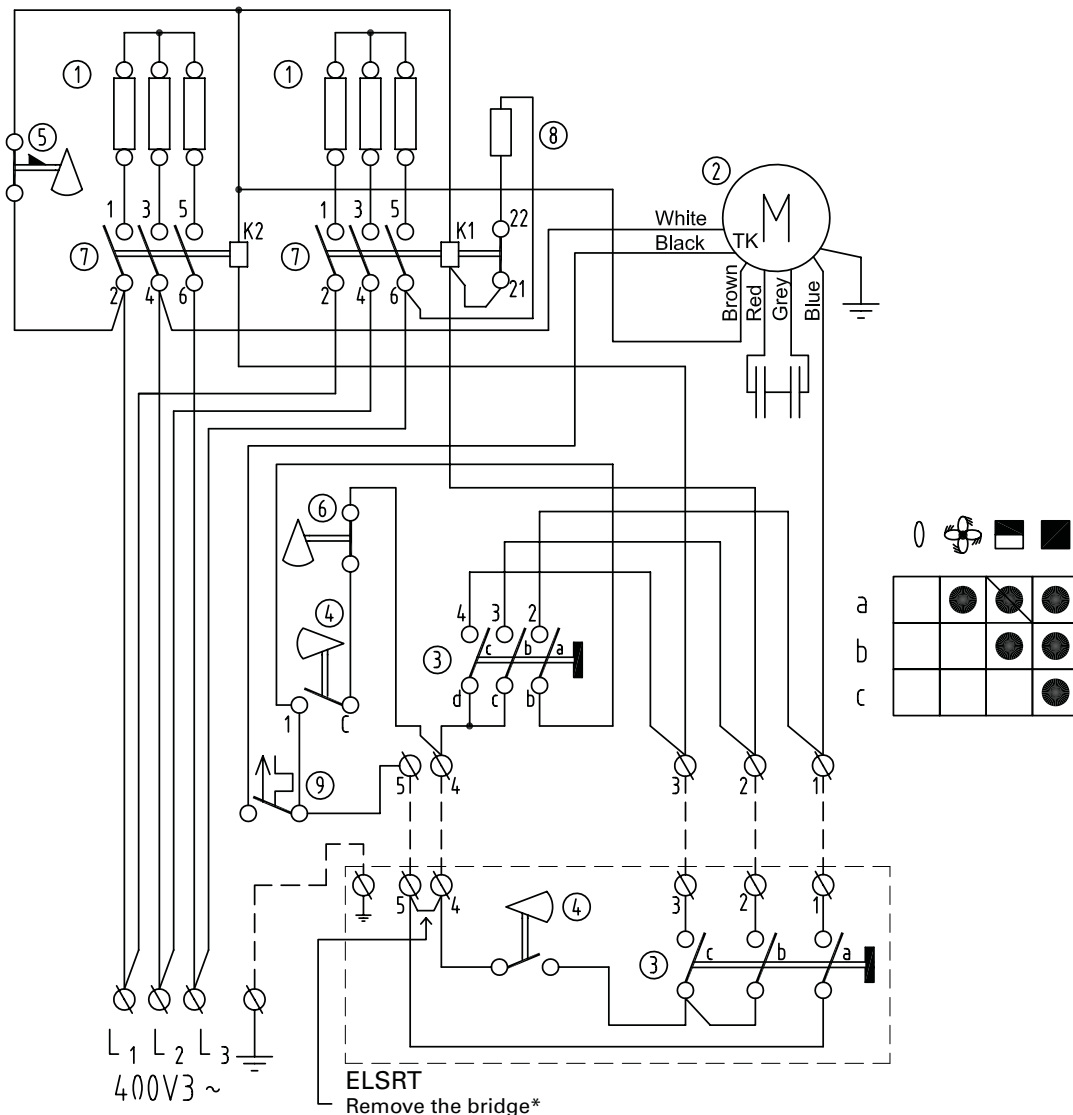 1
1
5
8
2
1 3 5
K2
1 3 5
K1
22
White
Black
TK
M
7
7
2 4 6
2 4 6
21
Brown
Red
Grey
Blue
6
4
4 3 2
a
3
c b a
b
d c b
1 C
c
9
5 4
3 2 1
5 4
4
3 2 1
3
c b a
L1 L2 L3
400V3 ~
ELSRT
Remove the bridge*